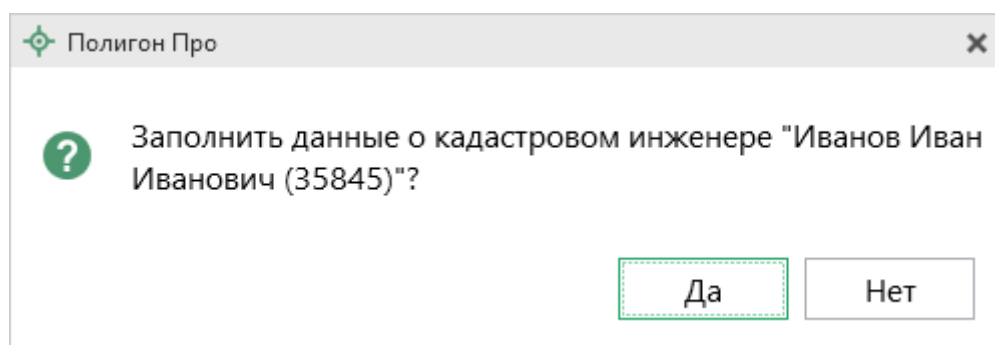 Полигон Про
Заполнить данные о кадастровом инженере "Иванов Иван
Иванович (35845)"?
Да
Нет